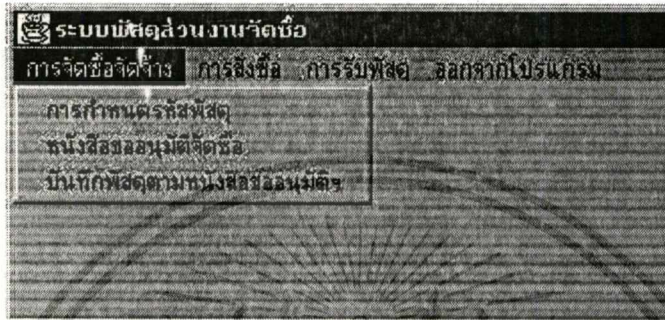 ระบบพัสดุส่วนงานจัดซื้อ
การจัดซื้อจัดจ้าง การสั่งซื้อ การรับพัสดุ ออกจากโปรแกรม
การกำหนดรหัสพัสดุ
หนังสือขออนุมัติจัดซื้อ
บันทึกพัสดุตามหนังสือขออนุมัติฯ